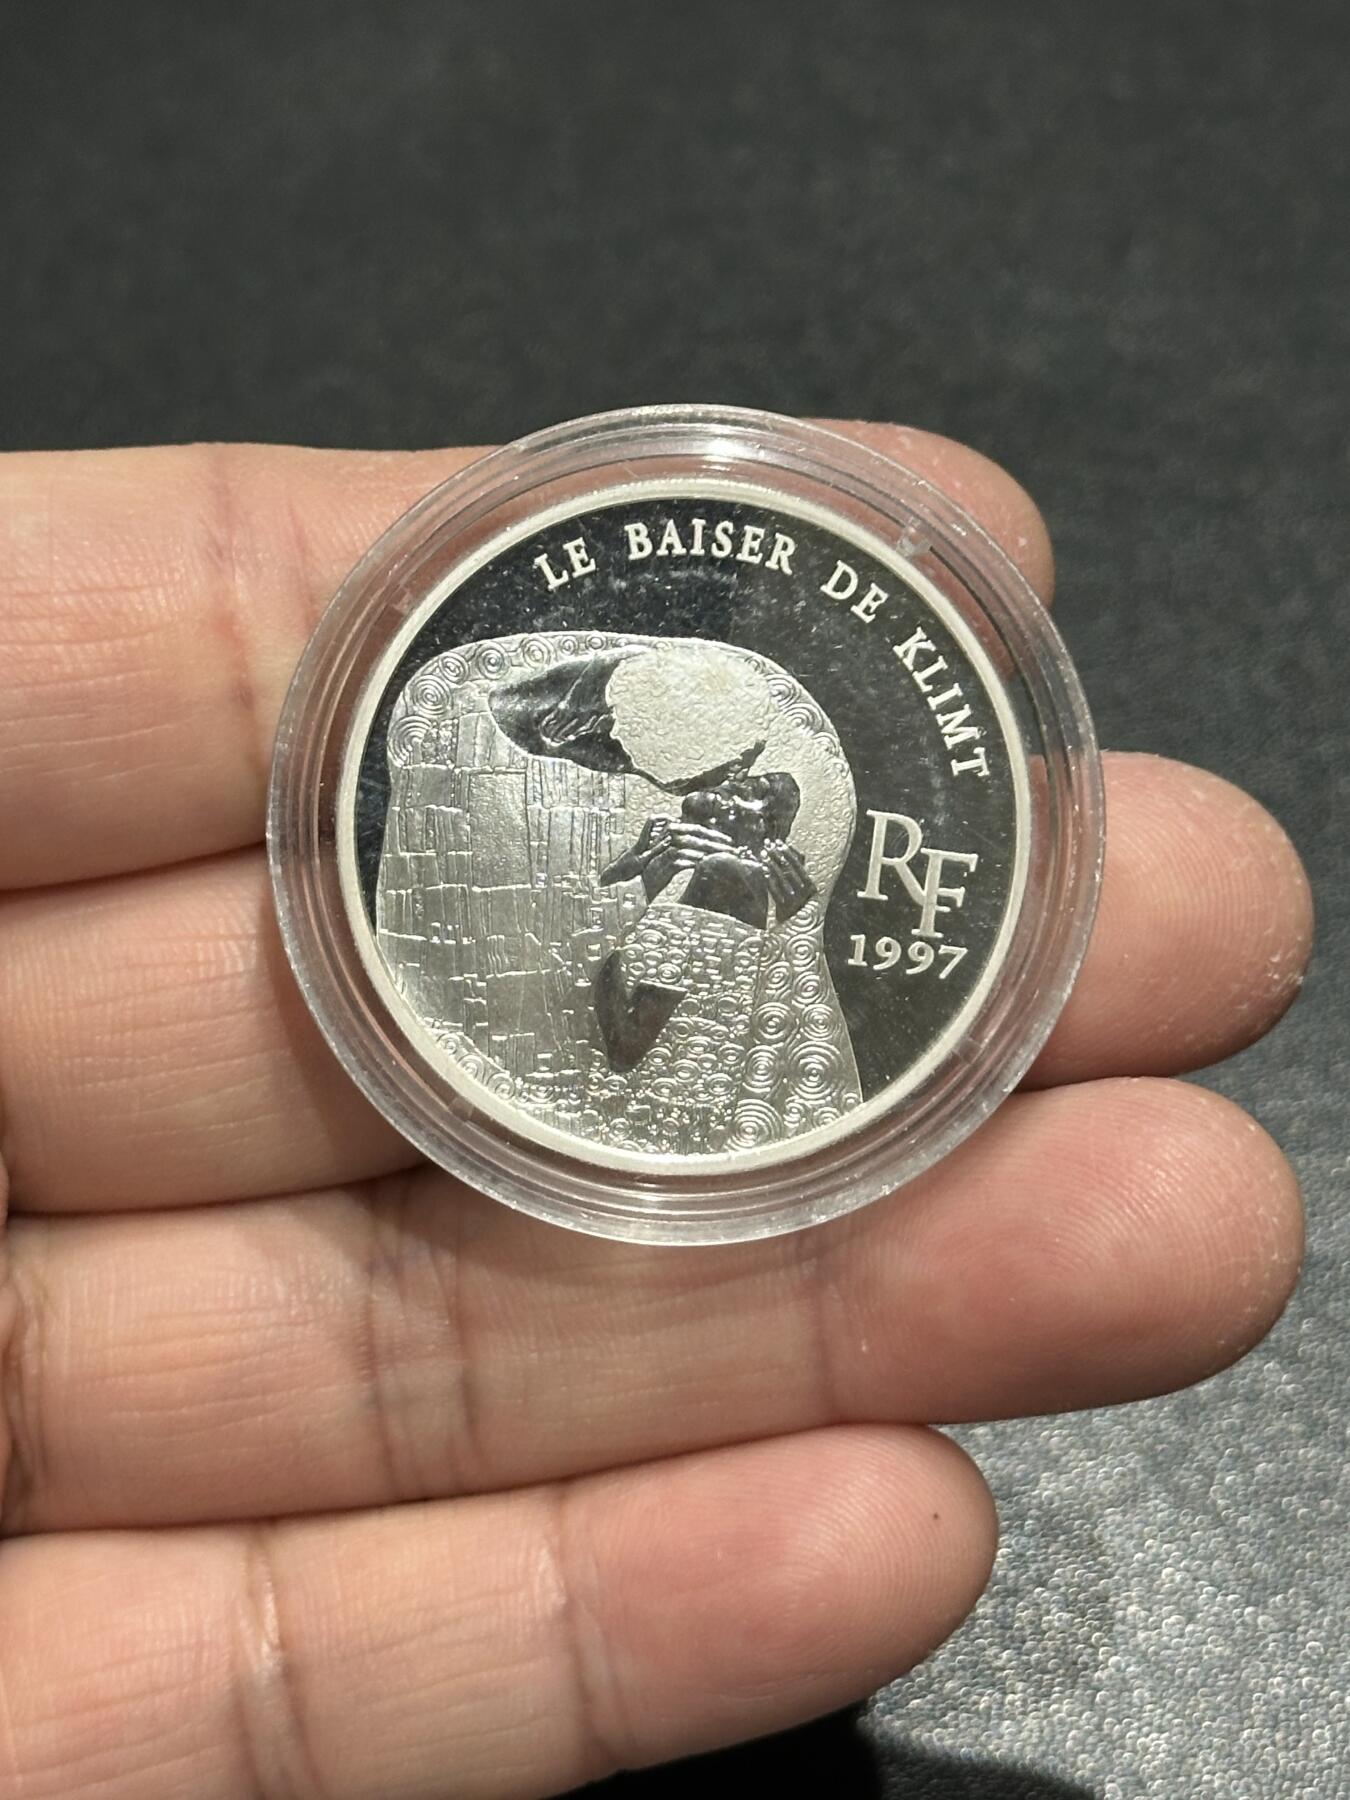 LE BAISER DE KLIMT
RF
1997